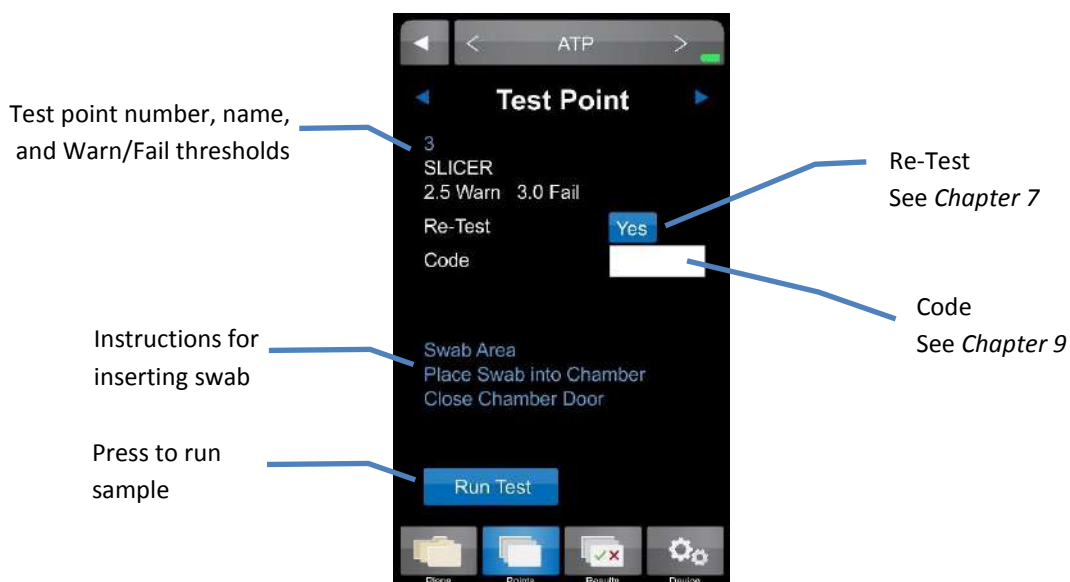 ATP
Test Point
Test point number, name,
and Warn/Fail thresholds
3
SLICER
2.5 Warn 3.0 Fail
Re-Test
Yes
Code
Re-Test
See Chapter 7
Code
See Chapter 9
Instructions for
inserting swab
Swab Area
Place Swab into Chamber
Close Chamber Door
Press to run
sample
Run Test
Plans
Points
Results
Device